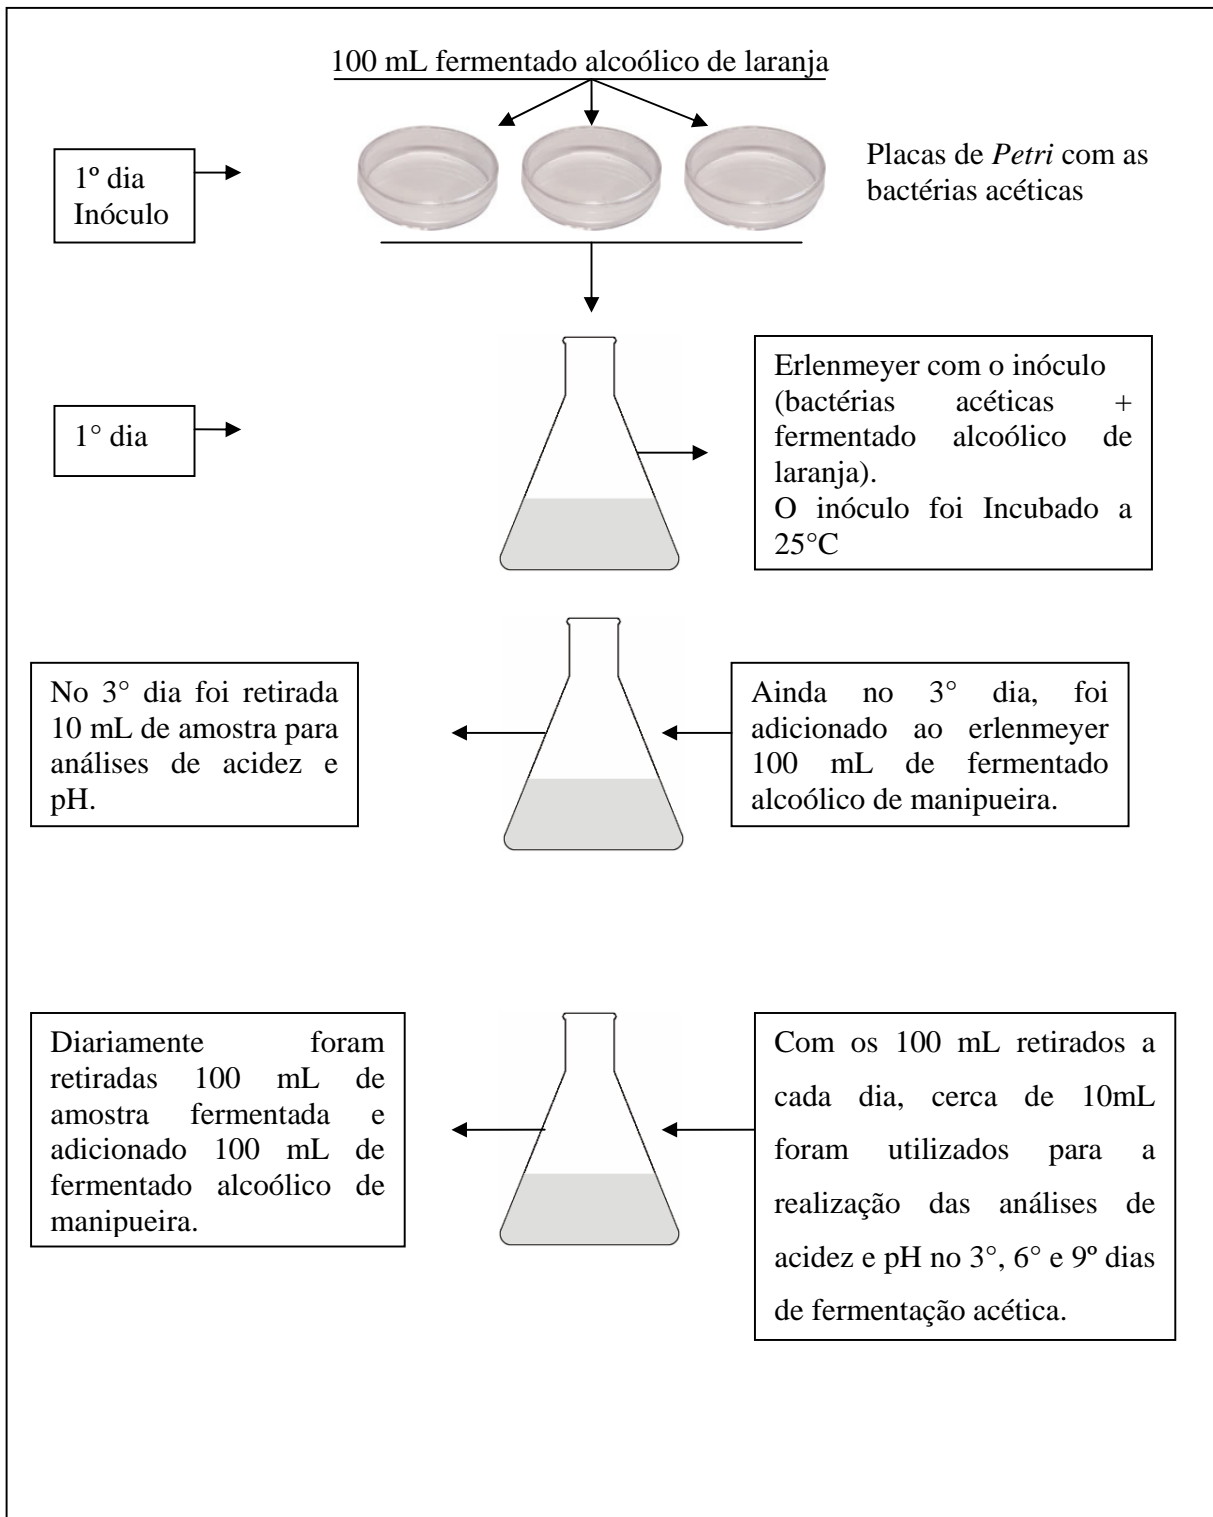 100 mL fermentado alcoólico de laranja
Placas de Petri com as
bactérias acéticas
1º dia
Inóculo
1° dia
Erlenmeyer com o inóculo
(bactérias acéticas +
fermentado alcoólico de
laranja).
O inóculo foi Incubado a
25°C
No 3° dia foi retirada
10 mL de amostra para
análises de acidez e
pH.
Ainda no 3° dia, foi
adicionado ao erlenmeyer
100 mL de fermentado
alcoólico de manipueira.
Diariamente foram
retiradas 100 mL de
amostra fermentada e
adicionado 100 mL de
fermentado alcoólico de
manipueira.
Com os 100 mL retirados a
cada dia, cerca de 10mL
foram utilizados para a
realização das análises de
acidez e pH no 3°, 6° e 9º dias
de fermentação acética.